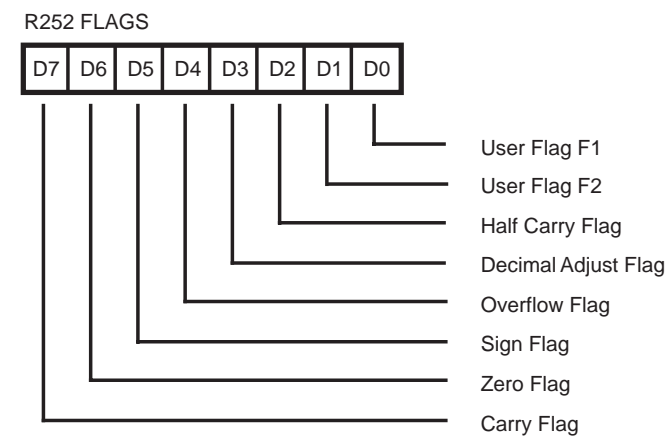 R252 FLAGS
D7 D6 D5 D4 D3 D2 D1 D0
User Flag F1
User Flag F2
Half Carry Flag
Decimal Adjust Flag
Overflow Flag
Sign Flag
Zero Flag
Carry Flag